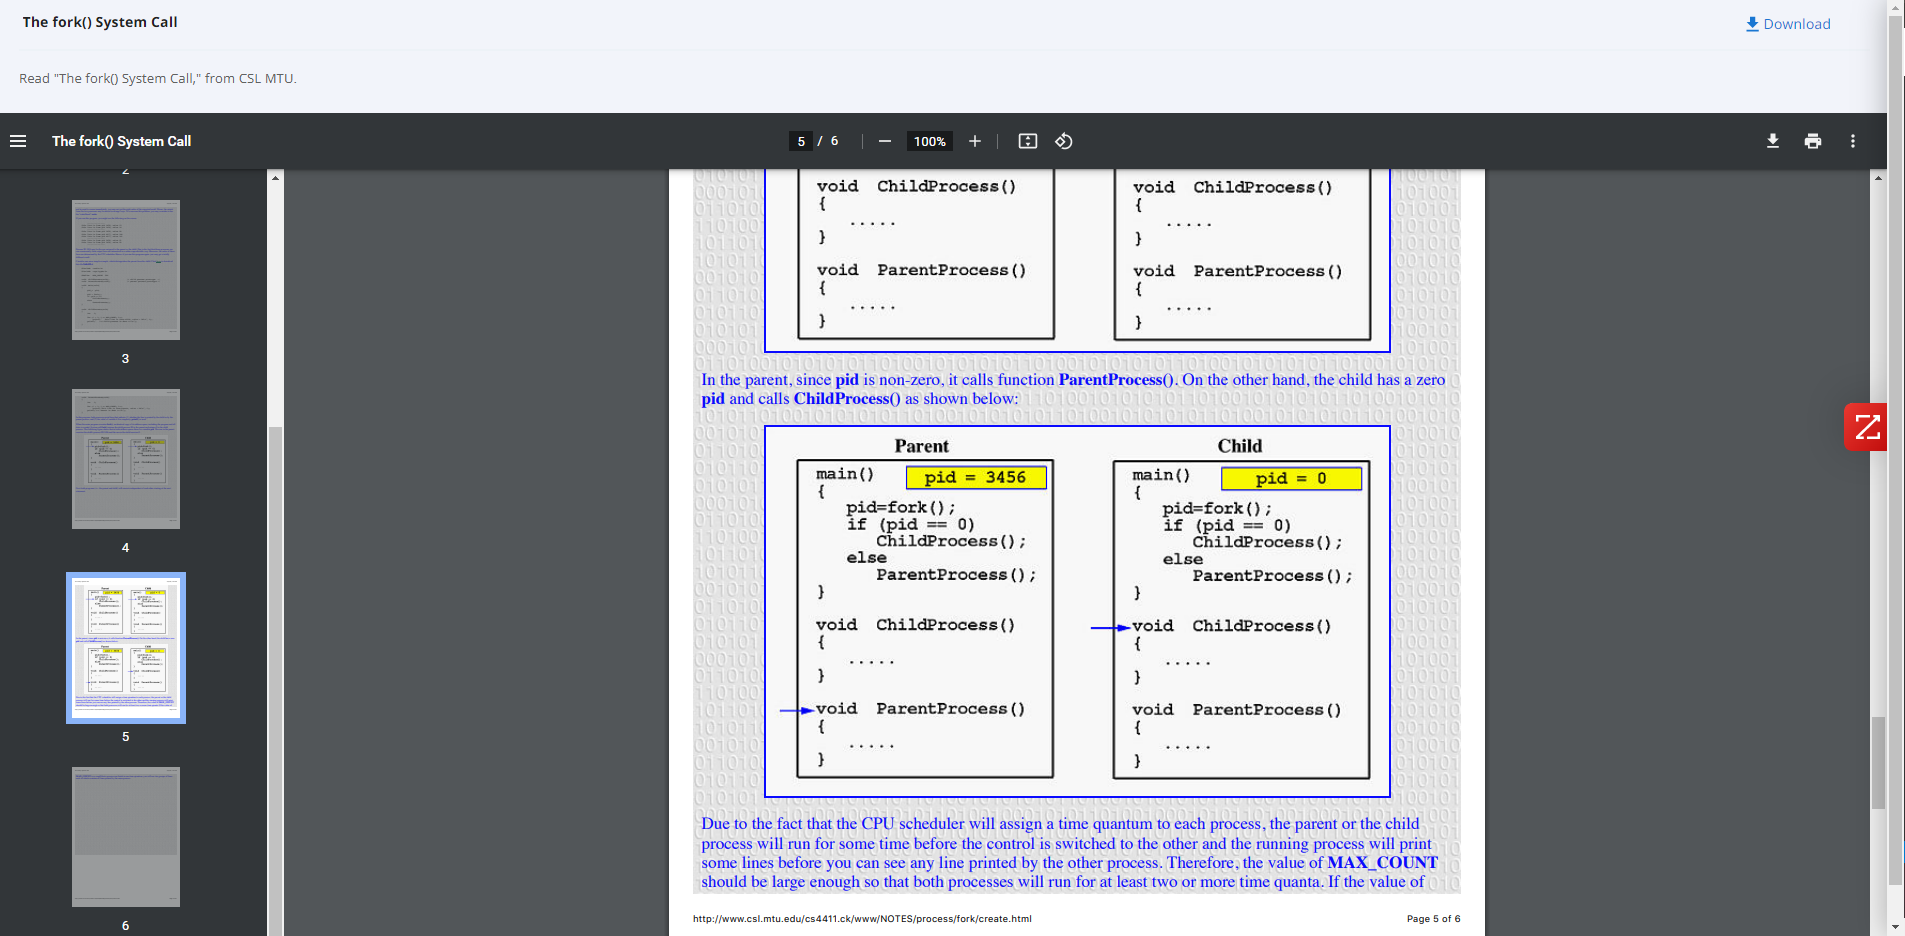 The fork() System Call
Download
Read "The fork() System Call," from CSL MTU.
The fork() System Call
5 / 6
100%
2
3
4
5
6
void ChildProcess()
{
.....
}
void ParentProcess()
{
.....
}
void ChildProcess()
{
.....
}
void ParentProcess()
{
.....
}
In the parent, since pid is non-zero, it calls function ParentProcess(). On the other hand, the child has a zero
pid and calls ChildProcess() as shown below:
Parent
main() pid = 3456
{
pid=fork();
if (pid == 0)
ChildProcess();
else
ParentProcess();
}
void ChildProcess()
{
.....
}
void ParentProcess()
{
.....
}
Child
main() pid = 0
{
pid=fork();
if (pid == 0)
ChildProcess();
else
ParentProcess();
}
void ChildProcess()
{
.....
}
void ParentProcess()
{
.....
}
Due to the fact that the CPU scheduler will assign a time quantum to each process, the parent or the child
process will run for some time before the control is switched to the other and the running process will print
some lines before you can see any line printed by the other process. Therefore, the value of MAX_COUNT
should be large enough so that both processes will run for at least two or more time quanta. If the value of
http://www.csl.mtu.edu/cs4411.ck/www/NOTES/process/fork/create.html
Page 5 of 6